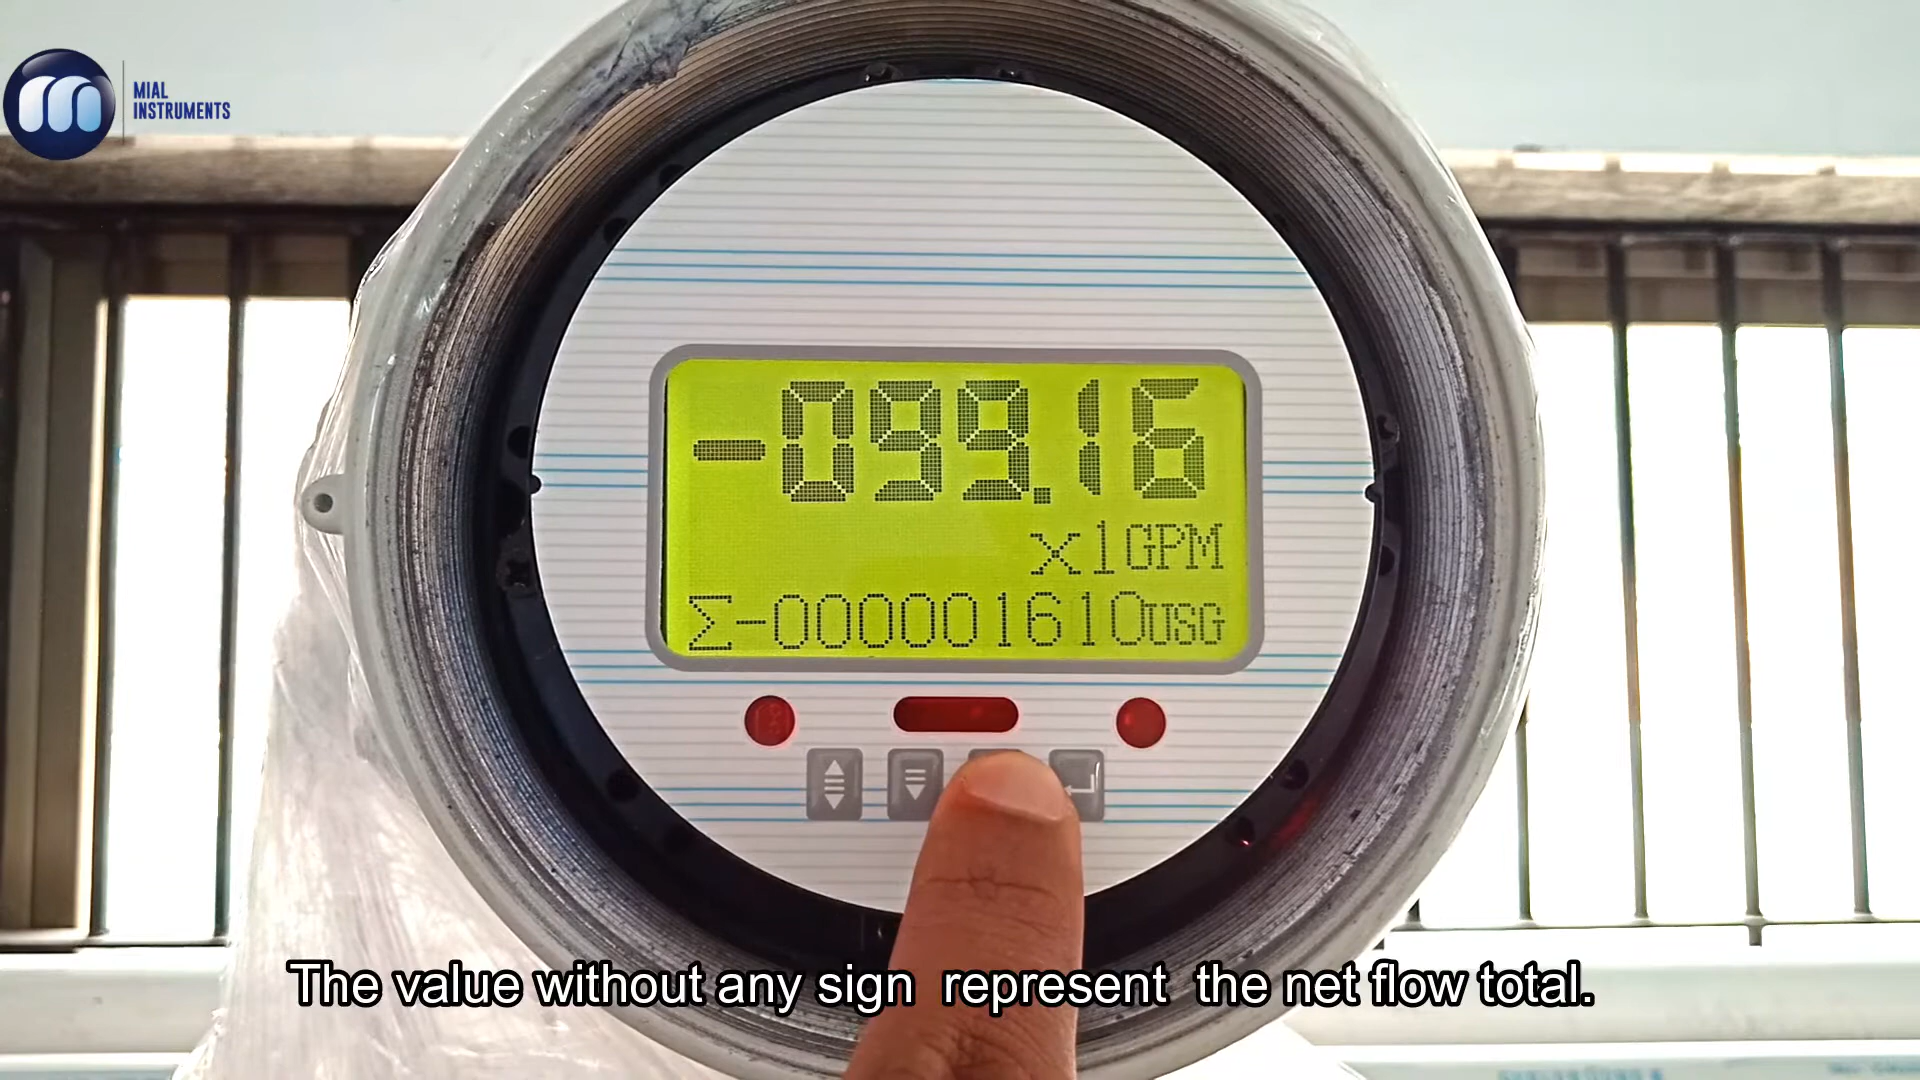 MIAL
INSTRUMENTS
-099.16
x1GPM
Σ-000001610USG
The value without any sign represent the net flow total.